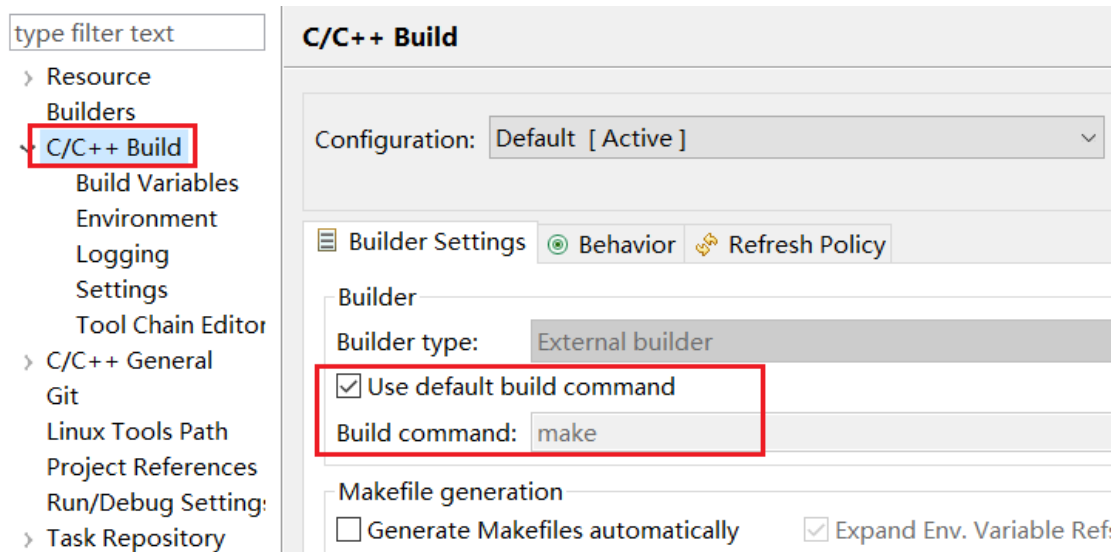 type filter text
Resource
Builders
C/C++ Build
Build Variables
Environment
Logging
Settings
Tool Chain Editor
C/C++ General
Git
Linux Tools Path
Project References
Run/Debug Settings
Task Repository
C/C++ Build
Configuration: Default [ Active ]
Builder Settings Behavior Refresh Policy
Builder
Builder type: External builder
Use default build command
Build command: make
Makefile generation
Generate Makefiles automatically Expand Env. Variable Refs